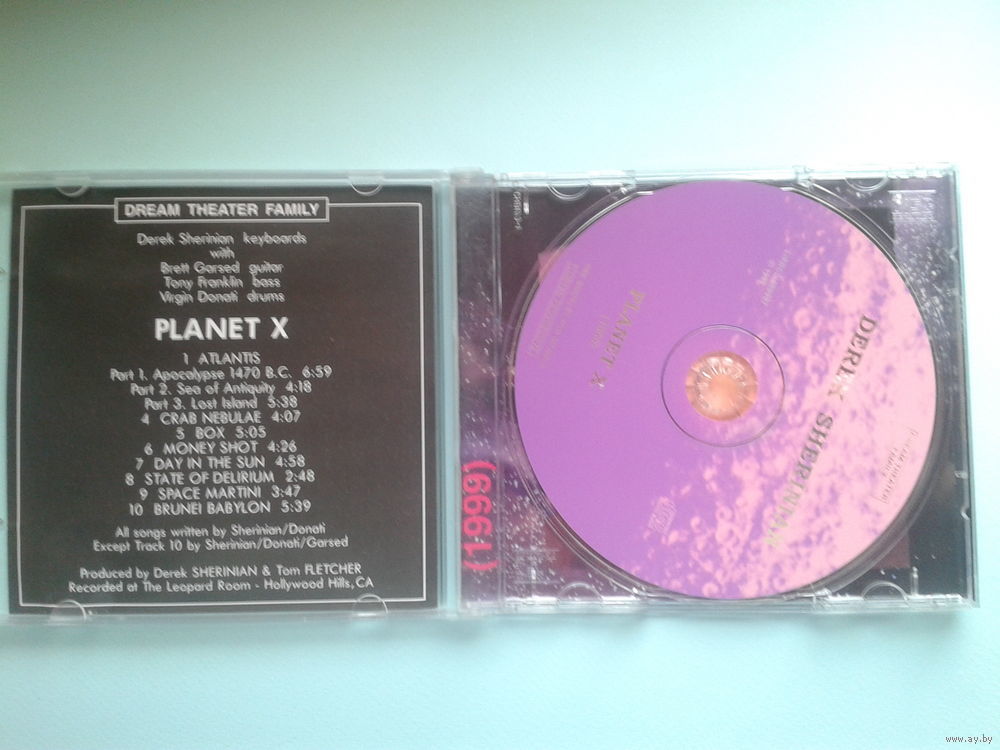 DREAM THEATER FAMILY
Derek Sherinian keyboards
with
Brett Garsed guitar
Tony Franklin bass
Virgin Donati drums
PLANET X
1 ATLANTIS
Part 1. Apocalypse 1470 B.C. 6:59
Part 2. Sea of Antiquity 4:18
Part 3. Lost Island 5:38
4 CRAB NEBULAE 4:07
5 BOX 5:05
6 MONEY SHOT 4:26
7 DAY IN THE SUN 4:58
8 STATE OF DELIRIUM 2:48
9 SPACE MARTINI 3:47
10 BRUNEI BABYLON 5:39
All songs written by Sherinian/Donati
Except Track 10 by Sherinian/Donati/Garsed
Produced by Derek SHERINIAN & Tom FLETCHER
Recorded at The Leopard Room - Hollywood Hills, CA
(1999)
PLANET X
DEREK SHERINIAN
www.ay.by